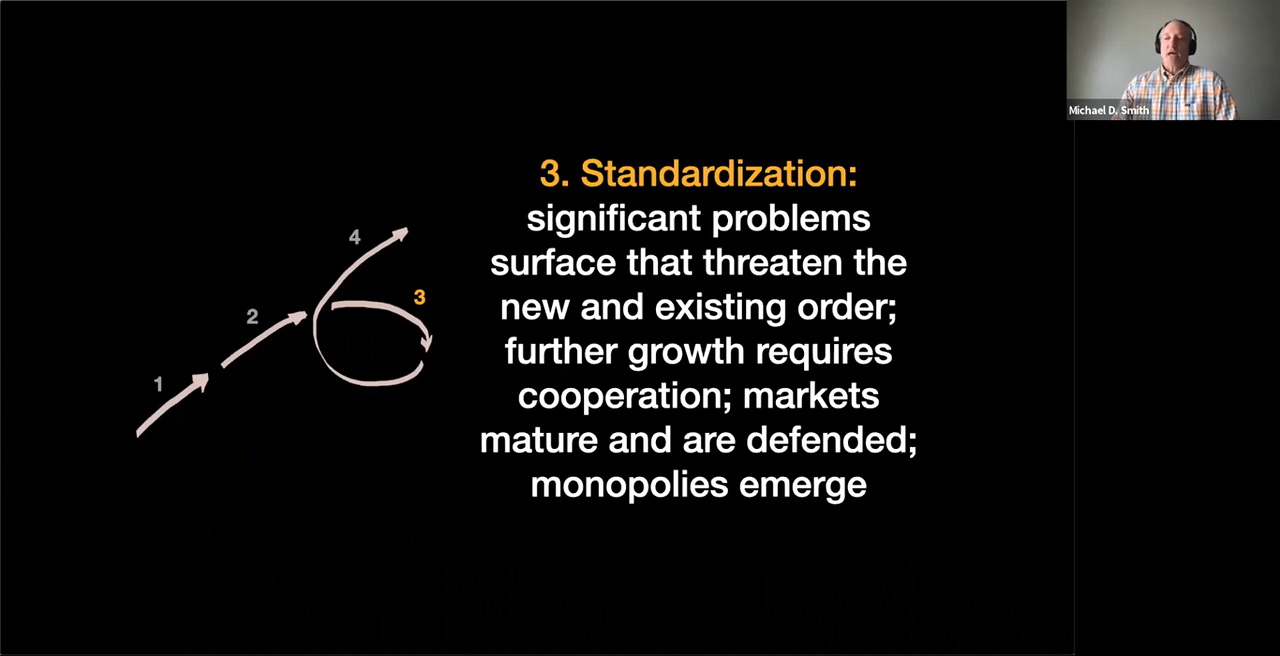 Michael D. Smith
3. Standardization:
significant problems
surface that threaten the
new and existing order;
further growth requires
cooperation; markets
mature and are defended;
monopolies emerge
4
3
2
1